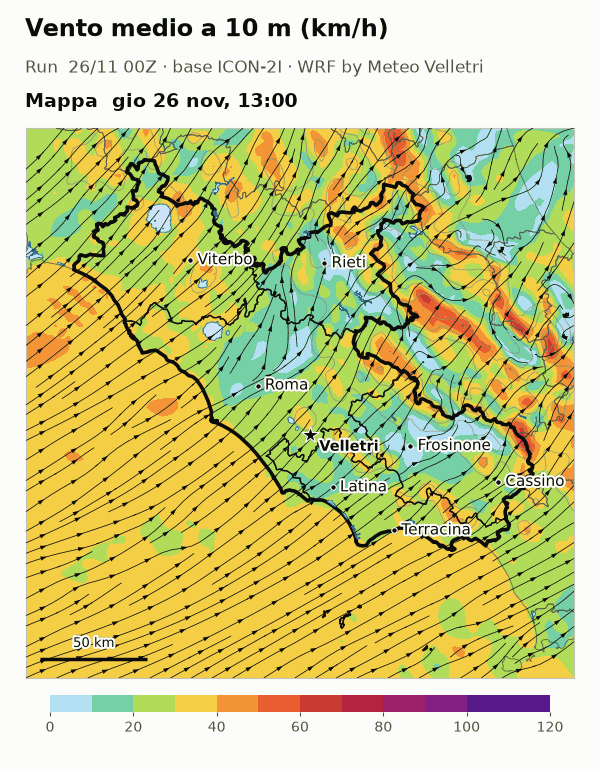 Vento medio a 10 m (km/h)
Run 26/11 00Z · base ICON-2I · WRF by Meteo Velletri
Mappa gio 26 nov, 13:00
Viterbo
Rieti
Roma
Velletri
Frosinone
Latina
Cassino
Terracina
50 km
0 20 40 60 80 100 120